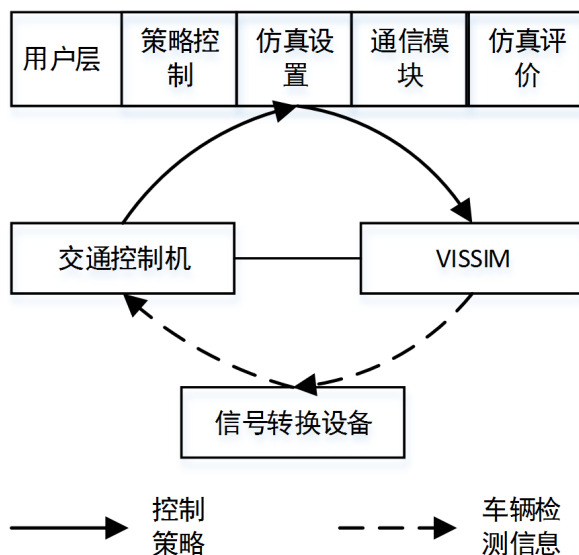 用户层
策略控
制
仿真设
置
通信模
块
仿真评
价
交通控制机
VISSIM
信号转换设备
控制
策略
车辆检
测信息